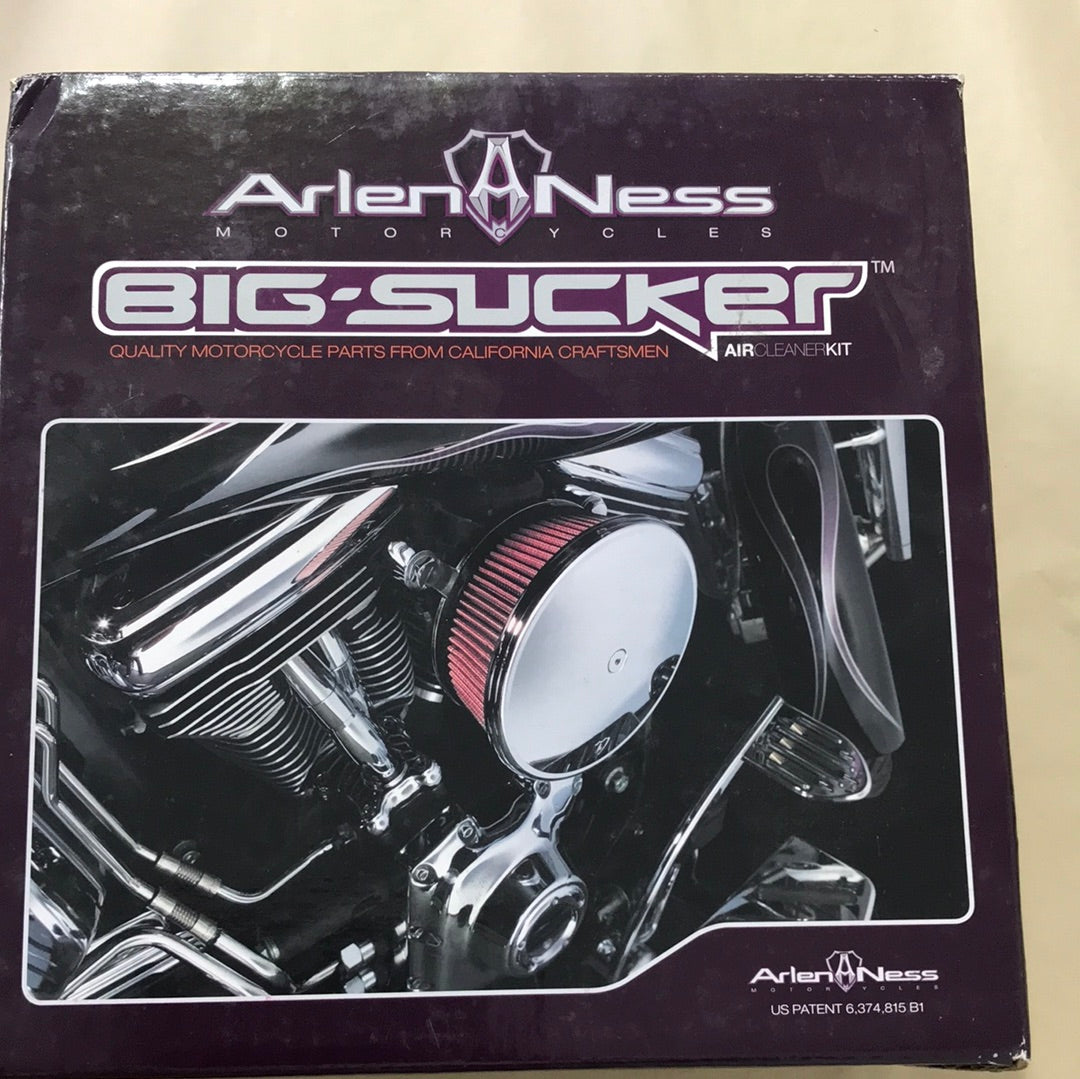 Arlen Ness
MOTORCYCLES
BIG-SUCKer™
QUALITY MOTORCYCLE PARTS FROM CALIFORNIA CRAFTSMEN
AIRCLEANERKIT
Arlen Ness
MOTORCYCLES
US PATENT 6,374,815 B1